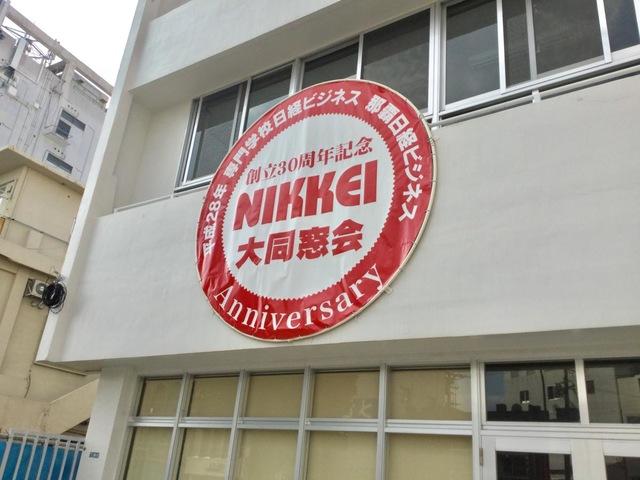 平成28年 専門学校日経ビジネス 那覇日経ビジネス
創立30周年記念
NIKKEI
大同窓会
Anniversary